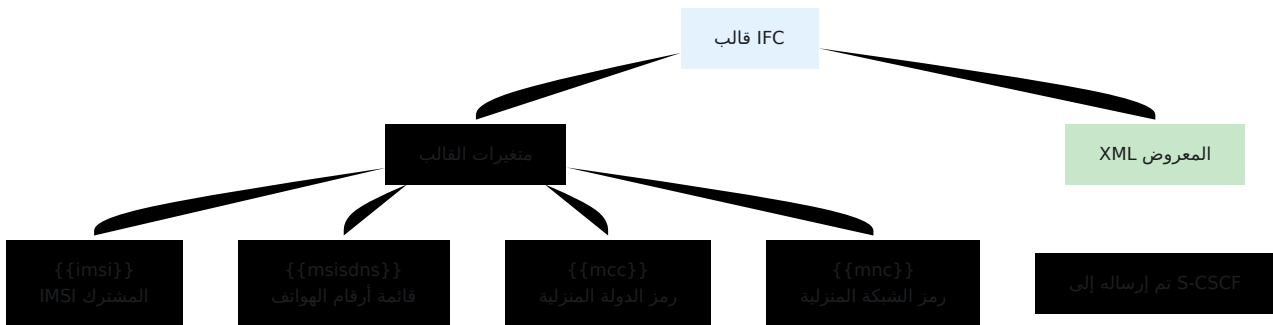 قالب IFC
متغيرات القالب
المعروض XML
{{imsi}}
المشترك IMSI
{{msisdns}}
قائمة أرقام الهواتف
{{mcc}}
رمز الدولة المنزلية
{{mnc}}
رمز الشبكة المنزلية
تم إرساله إلى S-CSCF